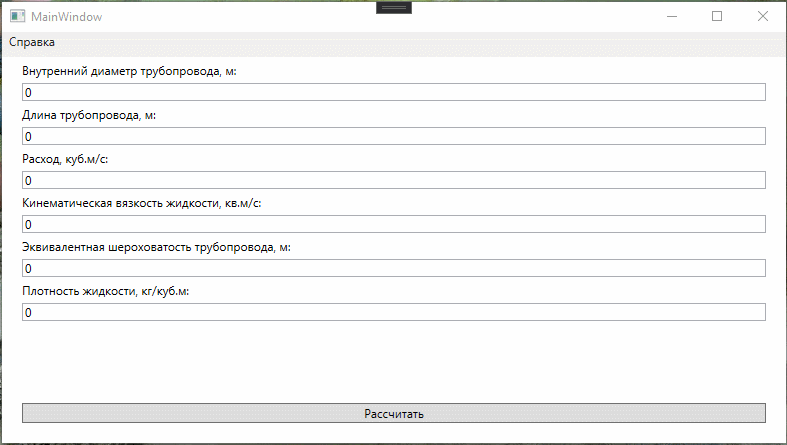 MainWindow
Справка
Внутренний диаметр трубопровода, м:
0
Длина трубопровода, м:
0
Расход, куб.м/с:
0
Кинематическая вязкость жидкости, кв.м/с:
0
Эквивалентная шероховатость трубопровода, м:
0
Плотность жидкости, кг/куб.м:
0
Рассчитать